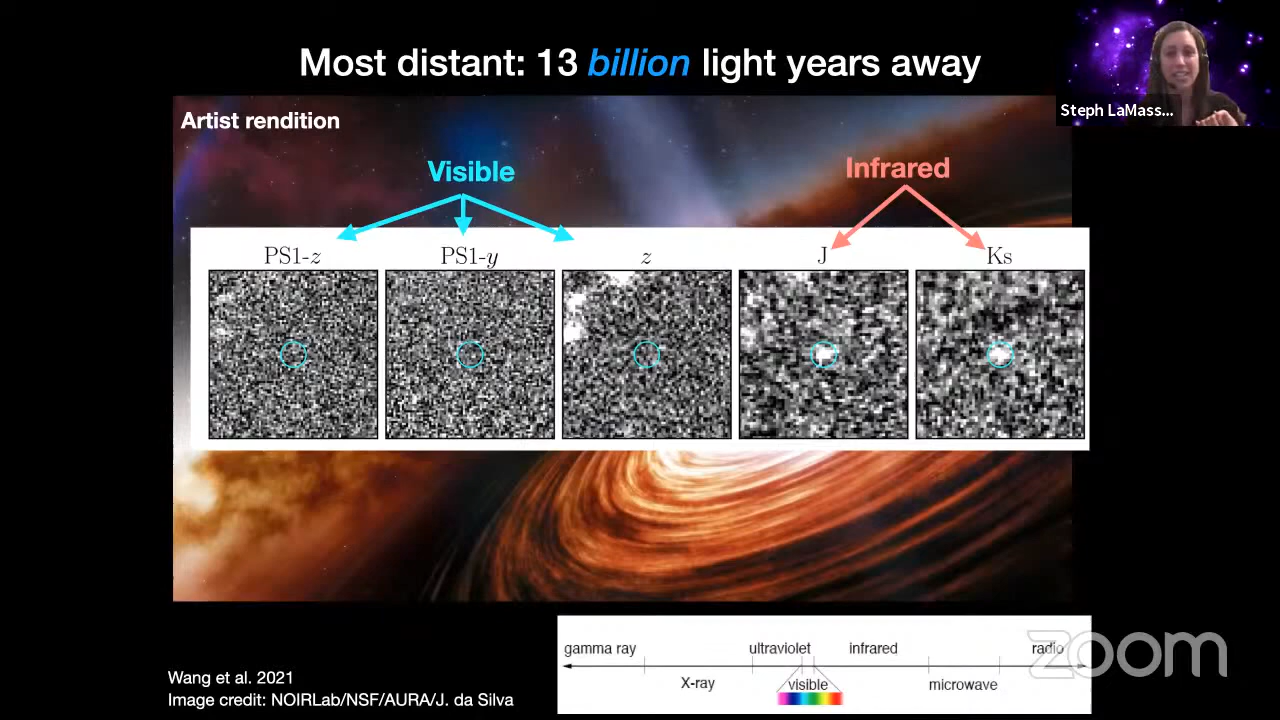 Most distant: 13 billion light years away
Steph LaMass...
Artist rendition
Visible
Infrared
PS1-z
PS1-y
z
J
Ks
gamma ray
ultraviolet
infrared
radio
X-ray
visible
microwave
zoom
Wang et al. 2021
Image credit: NOIRLab/NSF/AURA/J. da Silva